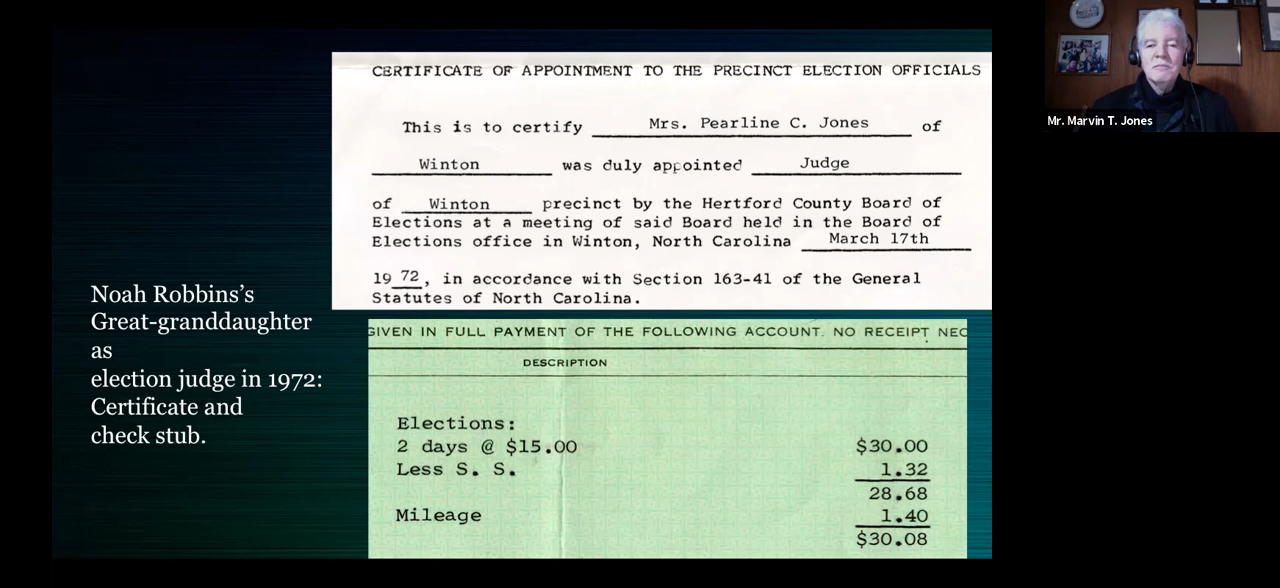 CERTIFICATE OF APPOINTMENT TO THE PRECINCT ELECTION OFFICIALS
This is to certify Mrs. Pearline C. Jones of
Winton was duly appointed Judge
of Winton precinct by the Hertford County Board of
Elections at a meeting of said Board held in the Board of
Elections office in Winton, North Carolina March 17th
19 72, in accordance with Section 163-41 of the General
Statutes of North Carolina.
Noah Robbins’s
Great-granddaughter
as
election judge in 1972:
Certificate and
check stub.
GIVEN IN FULL PAYMENT OF THE FOLLOWING ACCOUNT. NO RECEIPT NEC
DESCRIPTION
Elections:
2 days @ $15.00 $30.00
Less S. S. 1.32
28.68
Mileage 1.40
$30.08
Mr. Marvin T. Jones